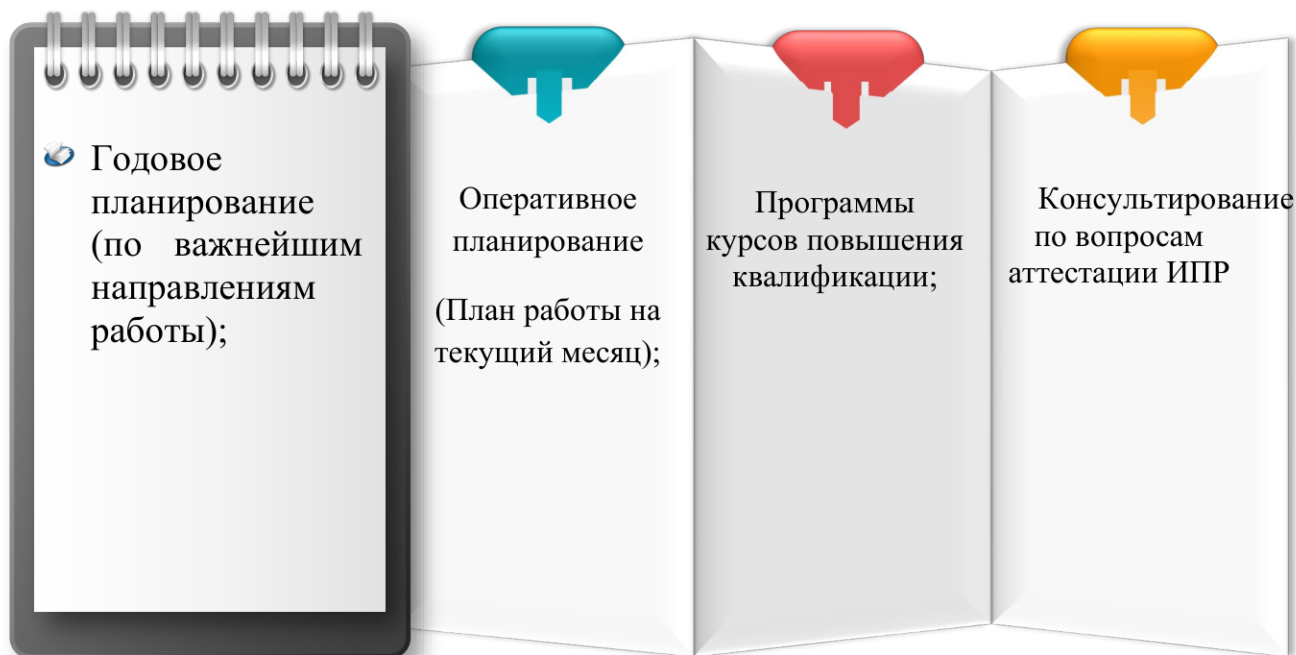 Годовое
планирование
(по важнейшим
направлениям
работы);
Оперативное
планирование
(План работы на
текущий месяц);
Программы
курсов повышения
квалификации;
Консультирование
по вопросам
аттестации ИПР